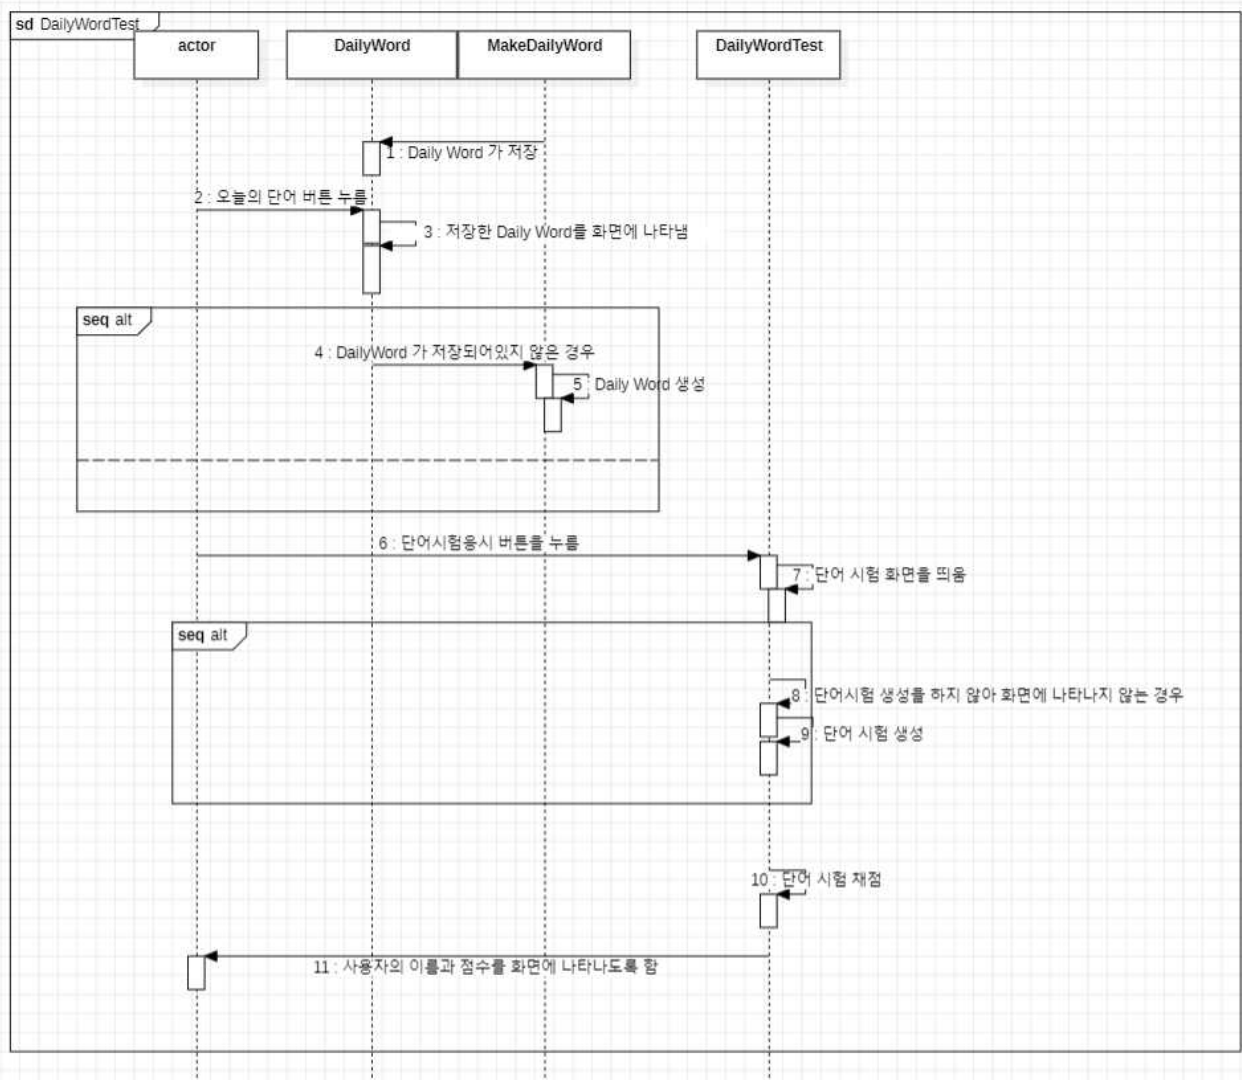 sd DailyWordTest
actor
DailyWord
MakeDailyWord
DailyWordTest
1 : Daily Word 가 저장
2 : 오늘의 단어 버튼 누름
3 : 저장한 Daily Word를 화면에 나타냄
seq alt
4 : DailyWord 가 저장되어있지 않은 경우
5 : Daily Word 생성
6 : 단어시험응시 버튼을 누름
7 : 단어 시험 화면을 띄움
seq alt
8 : 단어시험 생성를 하지 않아 화면에 나타나지 않는 경우
9 : 단어 시험 생성
10 : 단어 시험 채점
11 : 사용자의 이름과 점수를 화면에 나타나도록 함